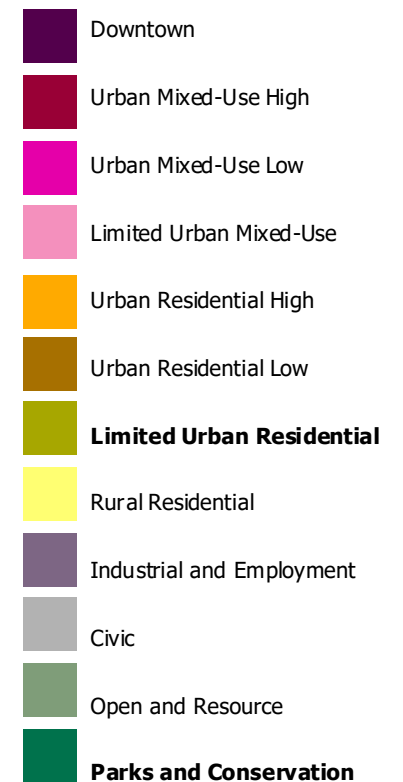 Downtown
Urban Mixed-Use High
Urban Mixed-Use Low
Limited Urban Mixed-Use
Urban Residential High
Urban Residential Low
Limited Urban Residential
Rural Residential
Industrial and Employment
Civic
Open and Resource
Parks and Conservation